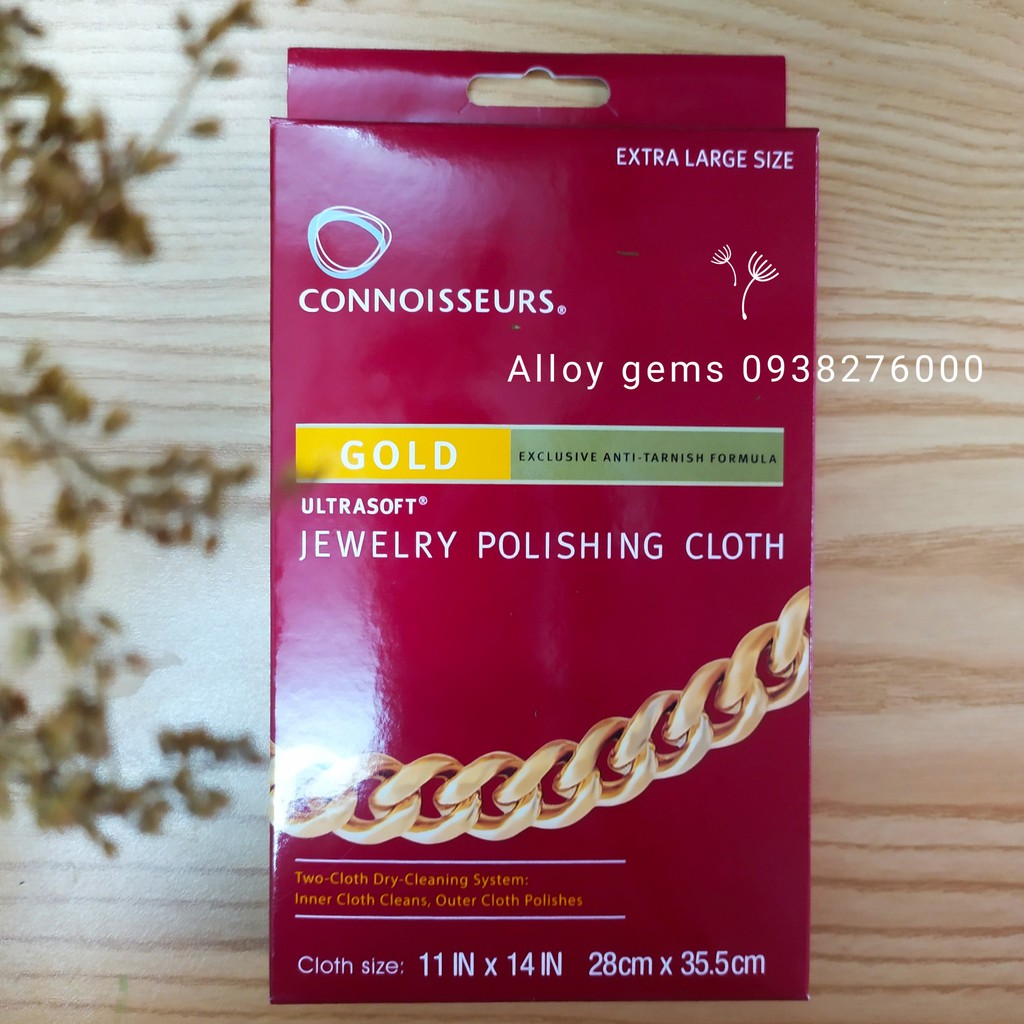 EXTRA LARGE SIZE
CONNOISSEURS®
Alloy gems 0938276000
GOLD EXCLUSIVE ANTI-TARNISH FORMULA
ULTRASOFT®
JEWELRY POLISHING CLOTH
Two-Cloth Dry-Cleaning System:
Inner Cloth Cleans, Outer Cloth Polishes
Cloth size: 11 IN x 14 IN 28cm x 35.5cm